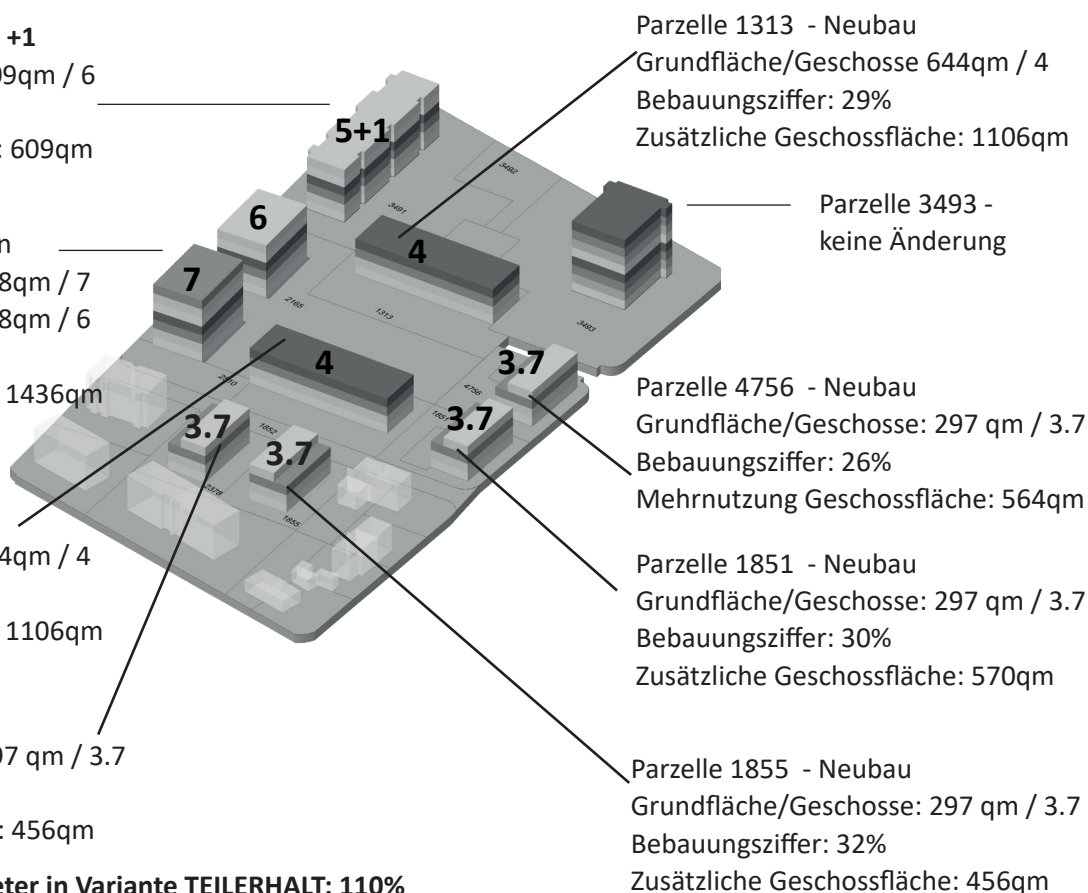 +1
09qm / 6
: 609qm
n
8qm / 7
8qm / 6
1436qm
4qm / 4
1106qm
97 qm / 3.7
: 456qm
eter in Variante TEILERHALT: 110%
5+1
6
7
4
4
3.7
3.7
3.7
3.7
3492
3491
2165
1313
3493
4756
1851
1852
2378
1855
Parzelle 1313 - Neubau
Grundfläche/Geschosse 644qm / 4
Bebauungsziffer: 29%
Zusätzliche Geschossfläche: 1106qm
Parzelle 3493 -
keine Änderung
Parzelle 4756 - Neubau
Grundfläche/Geschosse: 297 qm / 3.7
Bebauungsziffer: 26%
Mehrnutzung Geschossfläche: 564qm
Parzelle 1851 - Neubau
Grundfläche/Geschosse: 297 qm / 3.7
Bebauungsziffer: 30%
Zusätzliche Geschossfläche: 570qm
Parzelle 1855 - Neubau
Grundfläche/Geschosse: 297 qm / 3.7
Bebauungsziffer: 32%
Zusätzliche Geschossfläche: 456qm